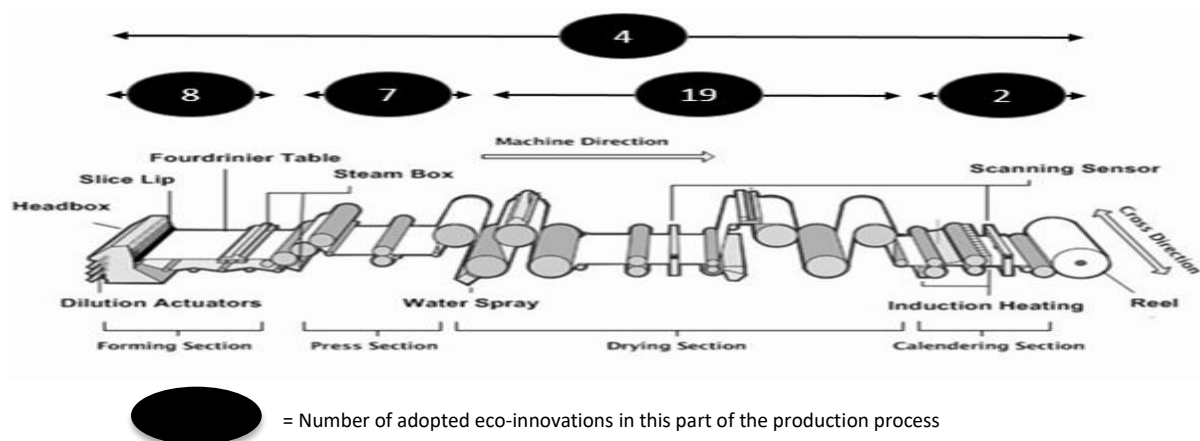 4
8 7 19 2
Machine Direction
Fourdrinier Table
Scanning Sensor
Slice Lip
Steam Box
Headbox
Cross Direction
Dilution Actuators
Water Spray
Induction Heating
Reel
Forming Section
Press Section
Drying Section
Calendering Section
= Number of adopted eco-innovations in this part of the production process